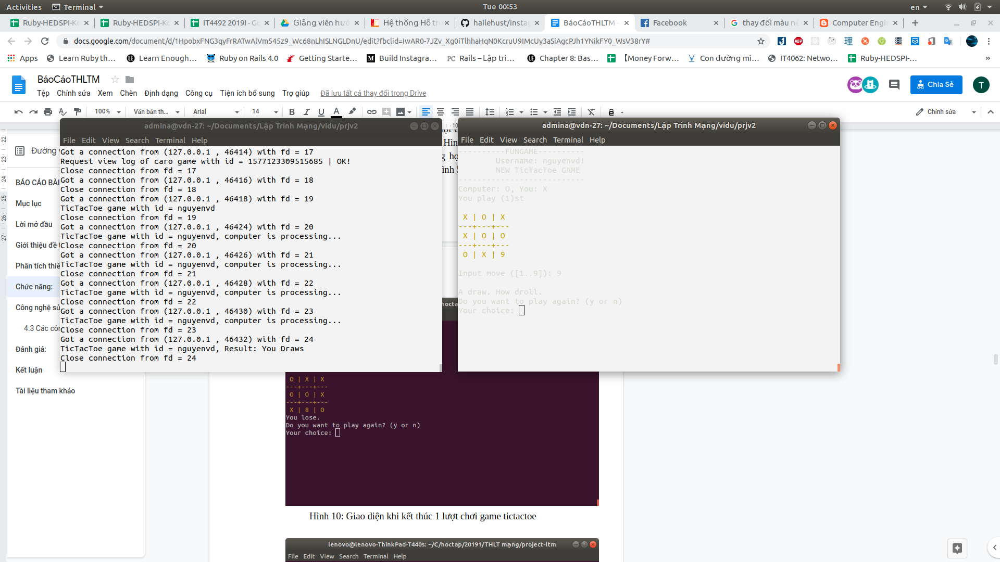 Activities
Terminal
Tue 00:53
en
Ruby-HEDSPI-K6
Ruby-HEDSPI-K6
IT4492 2019I - Go
Giảng viên hướ
Hệ thống Hỗ tr
hailehust/insta
BáoCáoTHLTM -
Facebook
thay đổi màu n
Computer Engi
docs.google.com/document/d/1HpobxFNG3qyFrRATwAlVm545z9_Wc68nLhISLNGLDnU/edit?fbclid=IwAR0-7JZv_Xg0iTlhhaHqN0KcruU9IMcUy3aSiAgcPJh1YNikFY0_WsV38rY#
Apps
Learn Ruby th...
Learn Enough...
Ruby on Rails 4.0
Getting Starte...
Build Instagra...
Rails – Lập trì...
Chapter 8: Bas...
【Money Forw...
Con đường mì...
IT4062: Netwo...
Ruby-HEDSPI-...
»
BáoCáoTHLTM
Tệp
Chỉnh sửa
Xem
Chèn
Định dạng
Công cụ
Tiện ích bổ sung
Trợ giúp
Đã lưu tất cả thay đổi trong Drive
Chia Sẻ
T
100%
Văn bản th...
Arial
14
B I U A
Chỉnh sửa
Đường
BÁO CÁO BÀI
Mục lục
Lời mở đầu
Giới thiệu đề t
Phân tích thiế
Chức năng:
Công nghệ sử
4.3 Các côn
Đánh giá:
Kết luận
Tài liệu tham khảo
admina@vdn-27: ~/Documents/Lập Trình Mạng/vidu/prjv2
File Edit View Search Terminal Help
Got a connection from (127.0.0.1 , 46414) with fd = 17
Request view log of caro game with id = 1577123309515685 | OK!
Close connection from fd = 17
Got a connection from (127.0.0.1 , 46416) with fd = 18
Close connection from fd = 18
Got a connection from (127.0.0.1 , 46418) with fd = 19
TicTacToe game with id = nguyenvd
Close connection from fd = 19
Got a connection from (127.0.0.1 , 46424) with fd = 20
TicTacToe game with id = nguyenvd, computer is processing...
Close connection from fd = 20
Got a connection from (127.0.0.1 , 46426) with fd = 21
TicTacToe game with id = nguyenvd, computer is processing...
Close connection from fd = 21
Got a connection from (127.0.0.1 , 46428) with fd = 22
TicTacToe game with id = nguyenvd, computer is processing...
Close connection from fd = 22
Got a connection from (127.0.0.1 , 46430) with fd = 23
TicTacToe game with id = nguyenvd, computer is processing...
Close connection from fd = 23
Got a connection from (127.0.0.1 , 46432) with fd = 24
TicTacToe game with id = nguyenvd, Result: You Draws
Close connection from fd = 24
admina@vdn-27: ~/Documents/Lập Trình Mạng/vidu/prjv2
File Edit View Search Terminal Help
----------FUNGAME----------
Username: nguyenvd!
NEW TicTacToe GAME
---------------------------
Computer: O, You: X
You play (1)st
X | O | X
---+---+---
X | O | O
---+---+---
O | X | 9
Input move ([1..9]): 9
A draw. How droll.
Do you want to play again? (y or n)
Your choice:
O | X | X
---+---+---
O | O | X
---+---+---
X | 8 | O
You lose.
Do you want to play again? (y or n)
Your choice:
Hình 10: Giao diện khi kết thúc 1 lượt chơi game tictactoe
lenovo@lenovo-ThinkPad-T440s: ~/C/hoctap/20191/THLT mạng/project-ltm
File Edit View Search Terminal Help